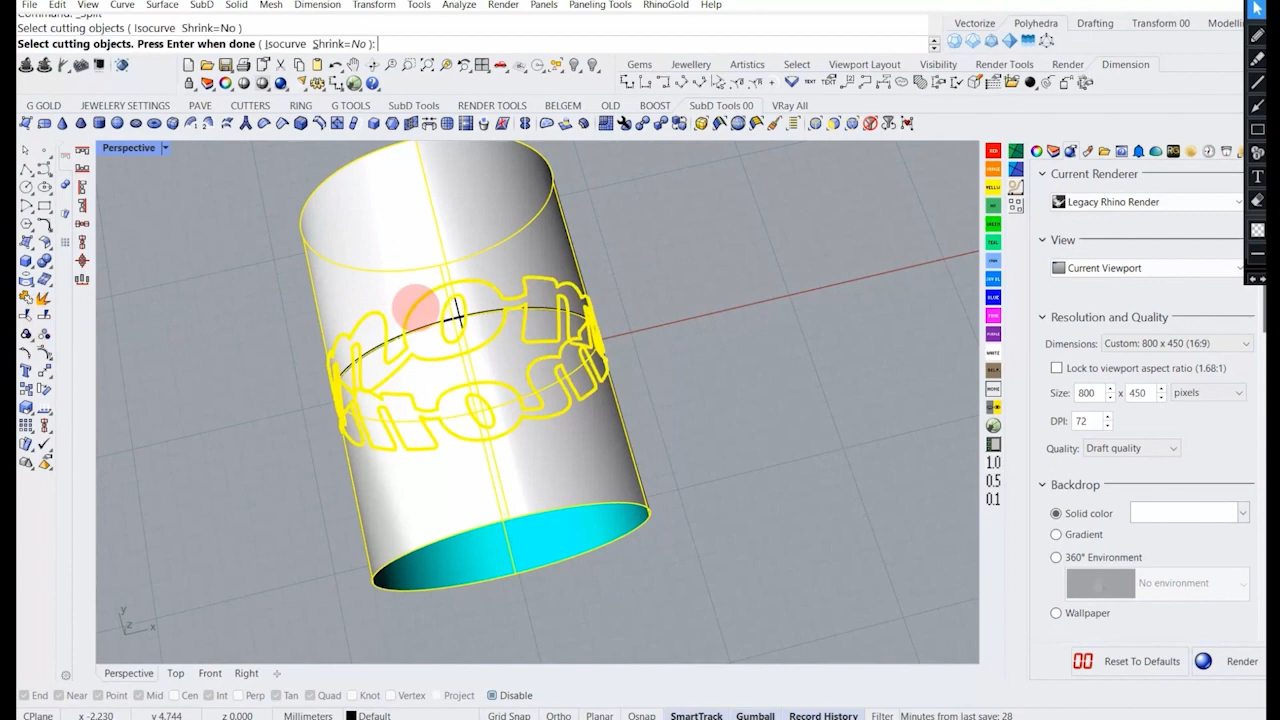 File Edit View Curve Surface SubD Solid Mesh Dimension Transform Tools Analyze Render Panels Paneling Tools RhinoGold Help
Select cutting objects ( Isocurve Shrink=No )
Select cutting objects. Press Enter when done ( Isocurve Shrink=No ):
Vectorize Polyhedra Drafting Transform 00 Modelli
Gems Jewellery Artistics Select Viewport Layout Visibility Render Tools Render Dimension
G GOLD JEWELERY SETTINGS PAVE CUTTERS RING G TOOLS SubD Tools RENDER TOOLS BELGEM OLD BOOST SubD Tools 00 VRay All
Perspective
Current Renderer
Legacy Rhino Render
View
Current Viewport
Resolution and Quality
Dimensions: Custom: 800 x 450 (16:9)
Lock to viewport aspect ratio (1.68:1)
Size: 800 x 450 pixels
DPI: 72
Quality: Draft quality
1.0
0.5
0.1
Backdrop
Solid color
Gradient
360° Environment
No environment
Wallpaper
Reset To Defaults Render
Perspective Top Front Right
End Near Point Mid Cen Int Perp Tan Quad Knot Vertex Project Disable
CPlane x -2.230 y 4.744 z 0.000 Millimeters Default Grid Snap Ortho Planar Osnap SmartTrack Gumball Record History Filter Minutes from last save: 28